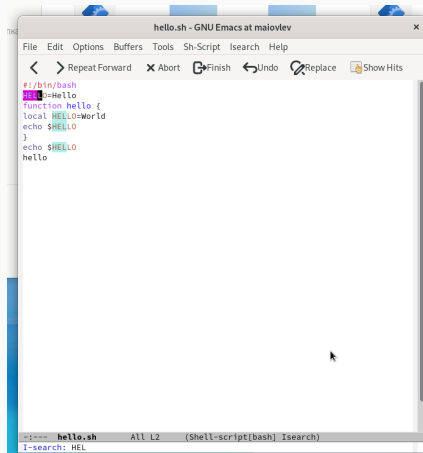 hello.sh - GNU Emacs at maiovlev
File Edit Options Buffers Tools Sh-Script Isearch Help
Repeat Forward Abort Finish Undo Replace Show Hits
#!/bin/bash
HELLO=Hello
function hello {
local HELLO=World
echo $HELLO
}
echo $HELLO
hello
-:--- hello.sh All L2 (Shell-script[bash] Isearch)
I-search: HEL